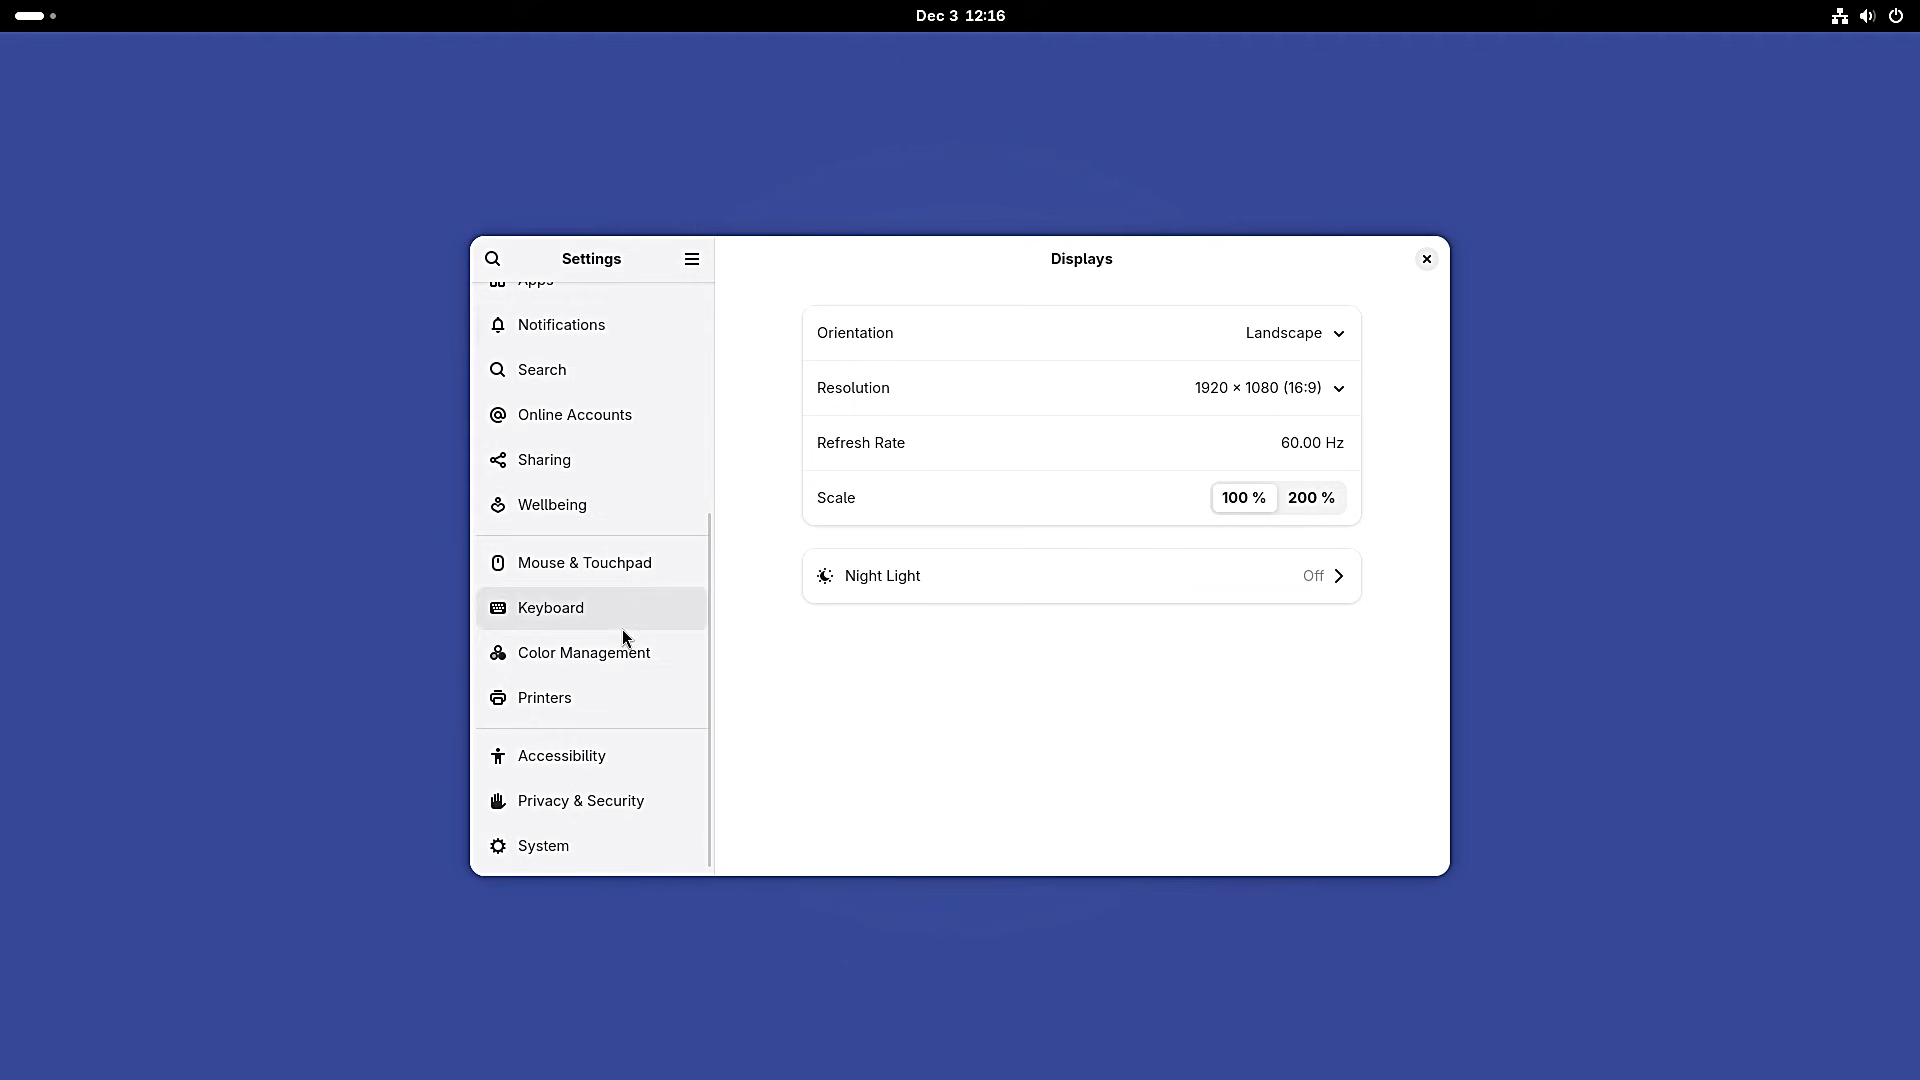 Dec 3 12:16
Settings
Displays
Apps
Notifications
Search
Online Accounts
Sharing
Wellbeing
Mouse & Touchpad
Keyboard
Color Management
Printers
Accessibility
Privacy & Security
System
Orientation
Landscape
Resolution
1920 × 1080 (16:9)
Refresh Rate
60.00 Hz
Scale
100 %
200 %
Night Light
Off